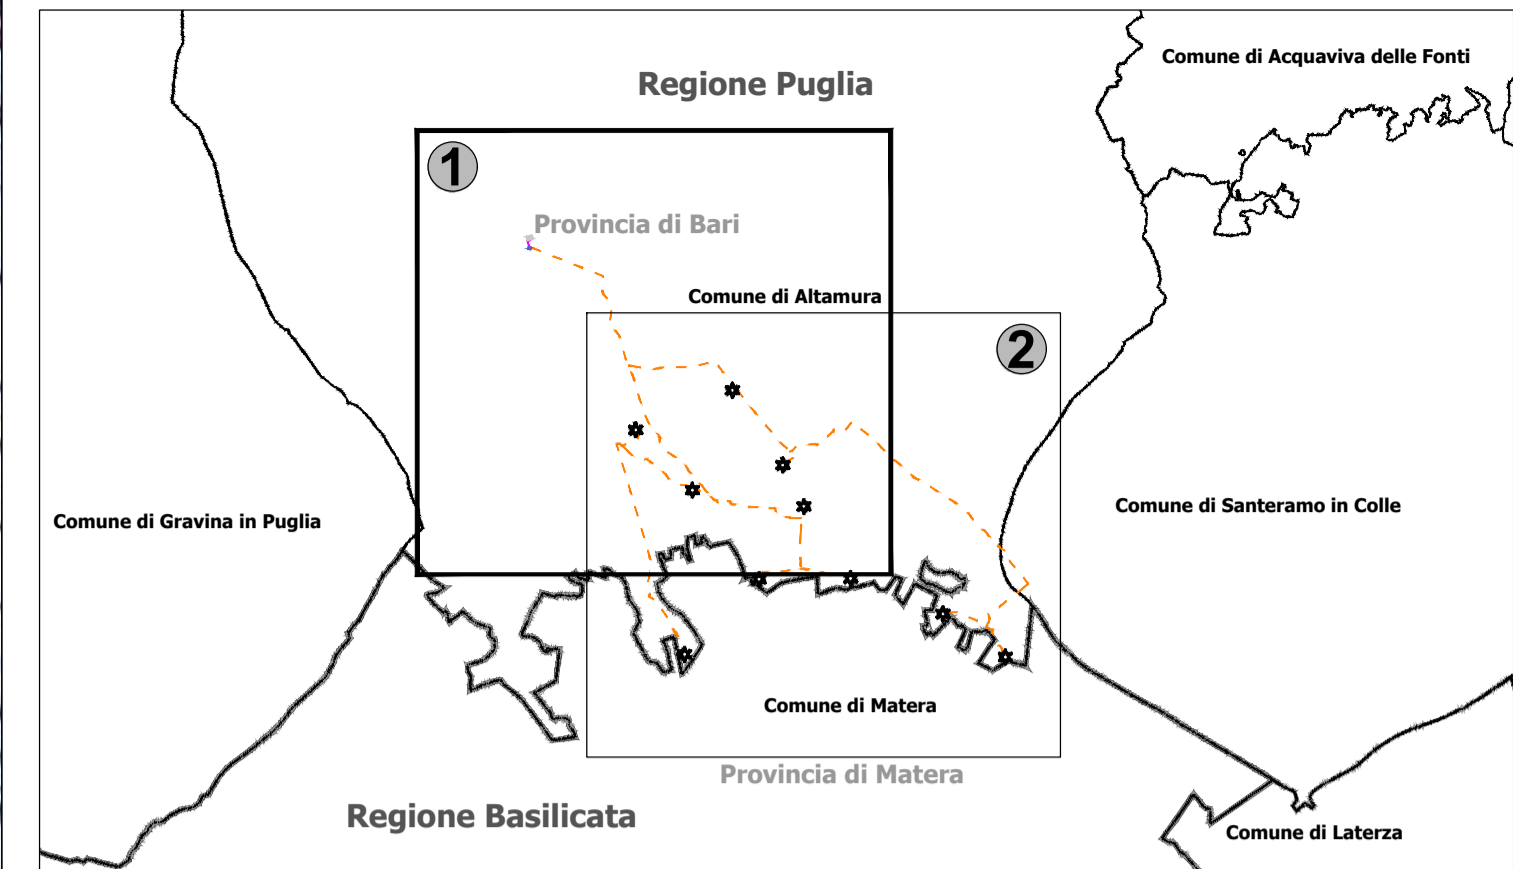 Comune di Acquaviva delle Fonti
Regione Puglia
1
Provincia di Bari
Comune di Altamura
2
Comune di Santeramo in Colle
Comune di Gravina in Puglia
Comune di Matera
Provincia di Matera
Regione Basilicata
Comune di Laterza